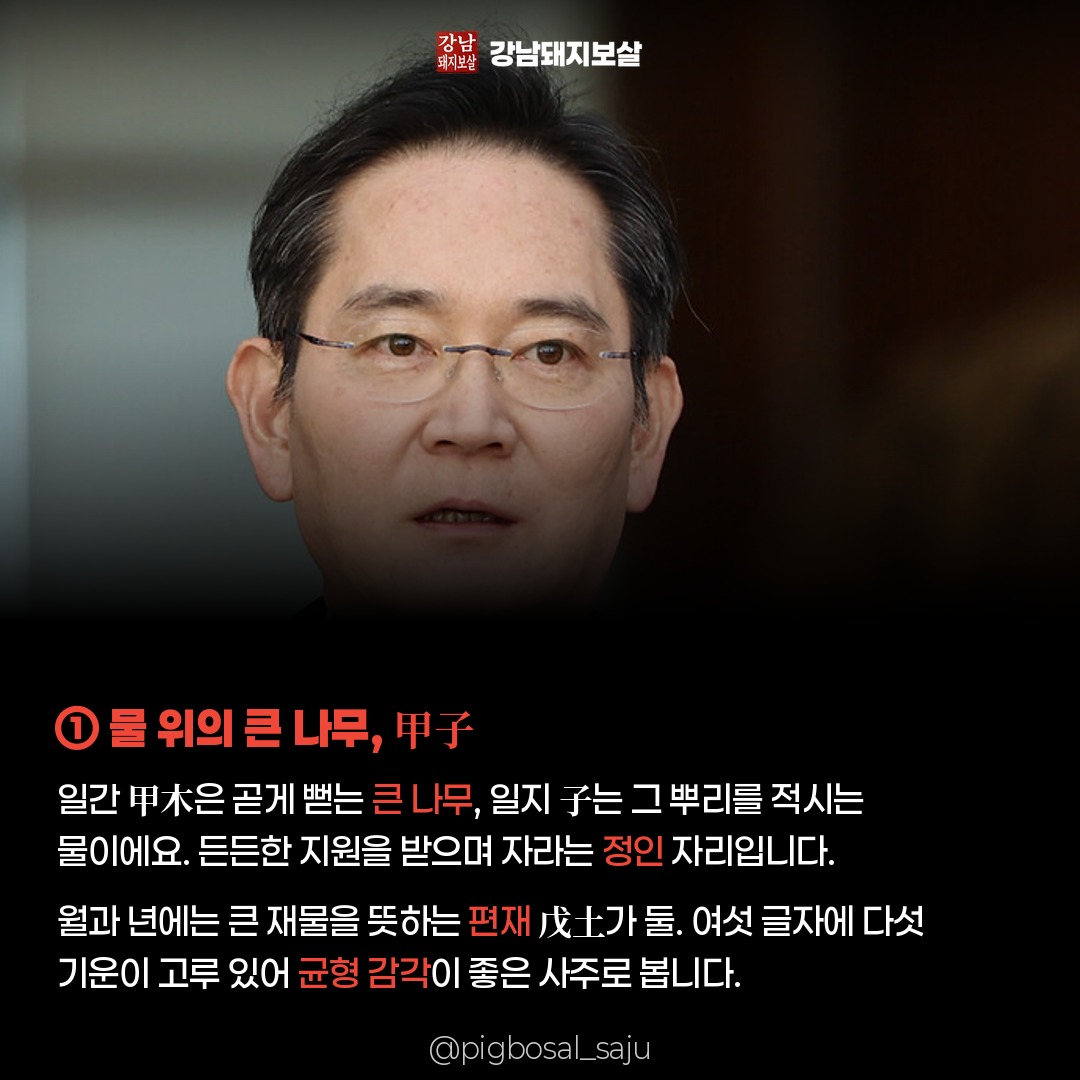 강남
돼지보살
강남돼지보살
① 물 위의 큰 나무, 甲子
일간 甲木은 곧게 뻗는 큰 나무, 일지 子는 그 뿌리를 적시는
물이에요. 든든한 지원을 받으며 자라는 정인 자리입니다.
월과 년에는 큰 재물을 뜻하는 편재 戊土가 둘. 여섯 글자에 다섯
기운이 고루 있어 균형 감각이 좋은 사주로 봅니다.
@pigbosal_saju